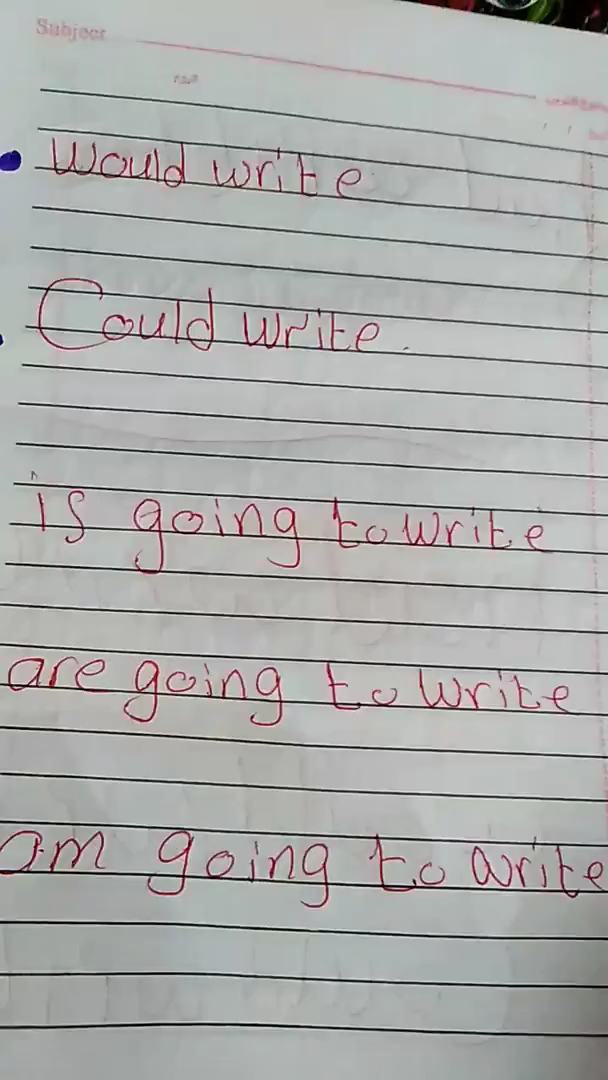 Subject
Would write
Could write.
is going to write
are going to write
am going to write